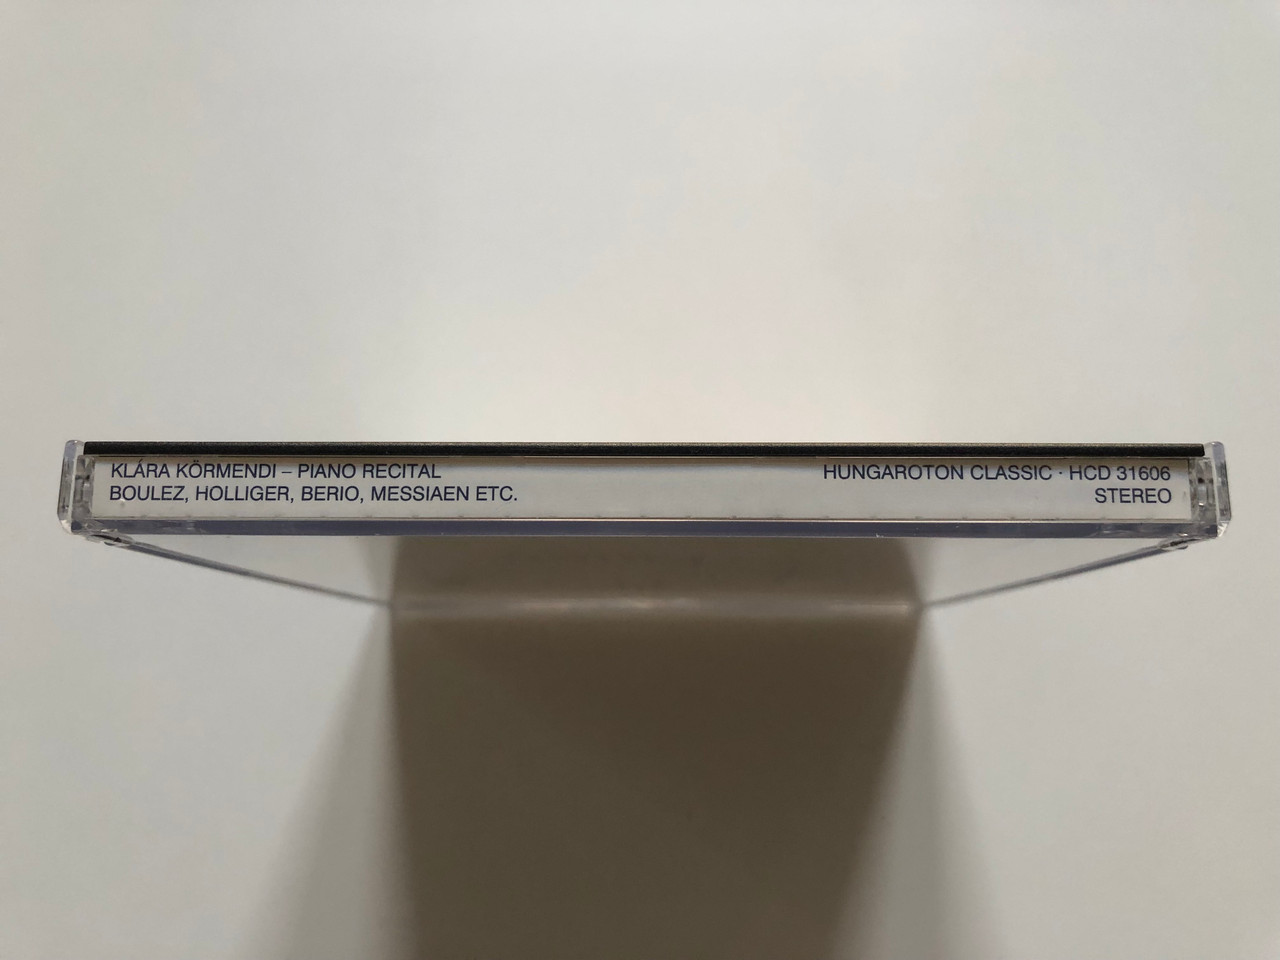 KLÁRA KÖRMENDI – PIANO RECITAL
BOULEZ, HOLLIGER, BERIO, MESSIAEN ETC.
HUNGAROTON CLASSIC · HCD 31606
STEREO